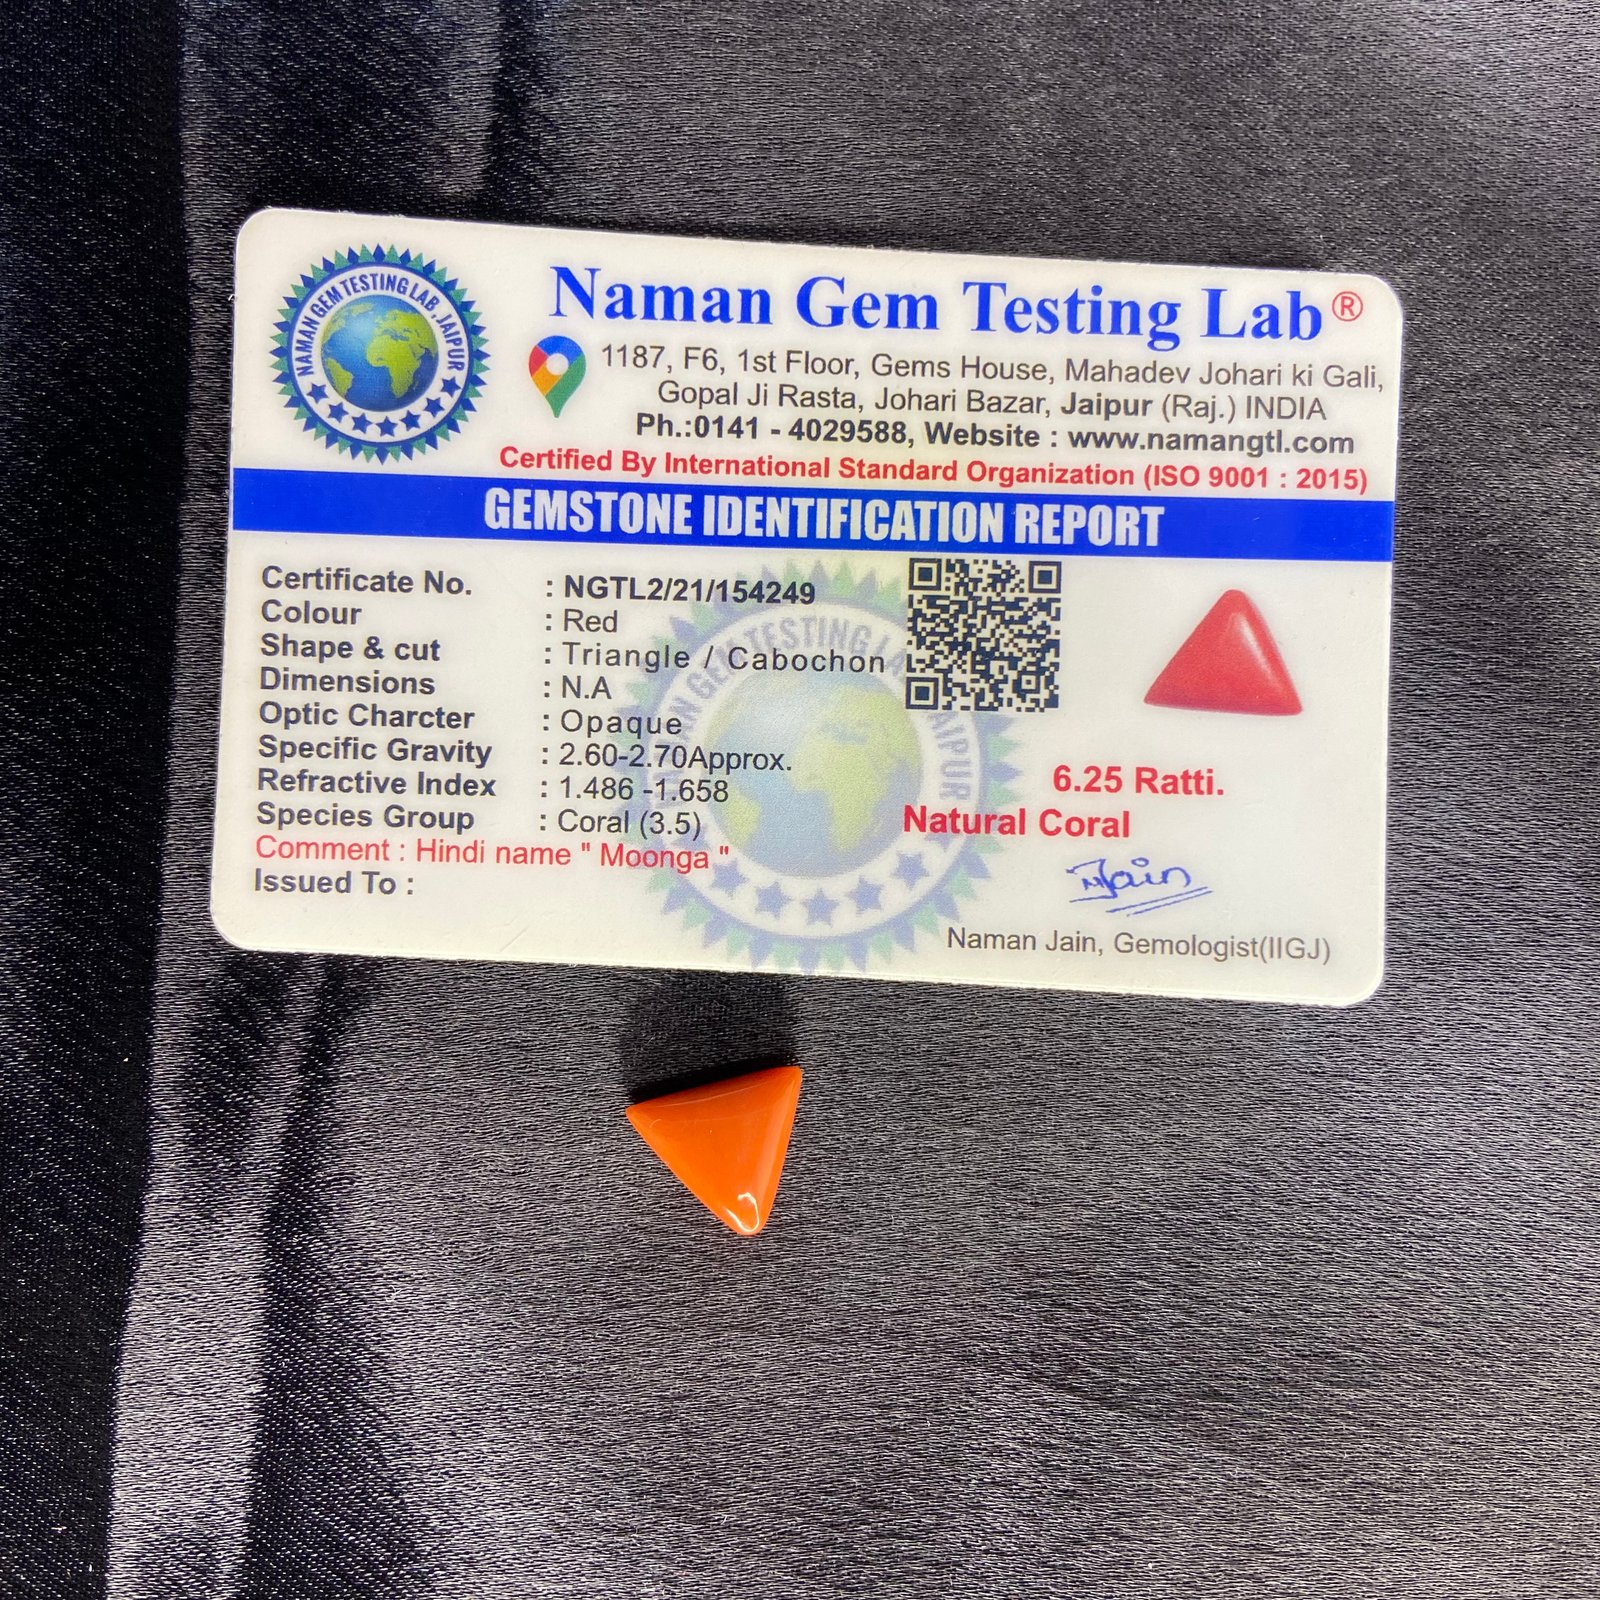 NAMAN GEM TESTING LAB, JAIPUR
Naman Gem Testing Lab®
1187, F6, 1st Floor, Gems House, Mahadev Johari ki Gali,
Gopal Ji Rasta, Johari Bazar, Jaipur (Raj.) INDIA
Ph.:0141 - 4029588, Website : www.namangtl.com
Certified By International Standard Organization (ISO 9001 : 2015)
GEMSTONE IDENTIFICATION REPORT
Certificate No. : NGTL2/21/154249
Colour : Red
Shape & cut : Triangle / Cabochon
Dimensions : N.A
Optic Charcter : Opaque
Specific Gravity : 2.60-2.70Approx.
Refractive Index : 1.486 -1.658
Species Group : Coral (3.5)
Comment : Hindi name " Moonga "
Issued To :
6.25 Ratti.
Natural Coral
NJain
Naman Jain, Gemologist(IIGJ)